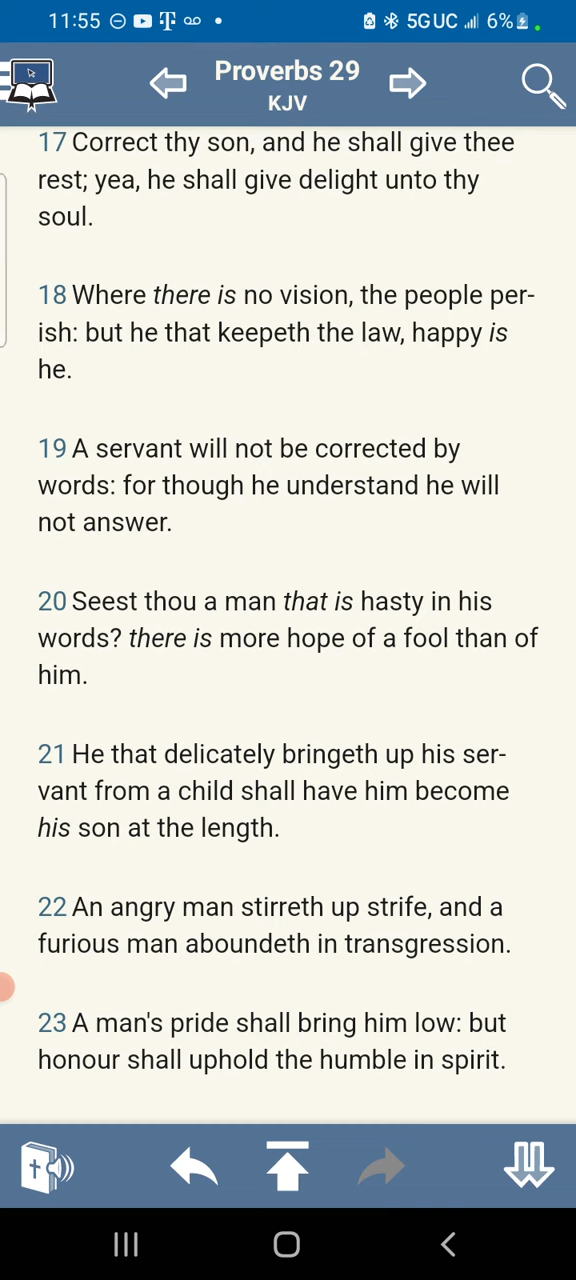 11:55 5G UC 6%
Proverbs 29
KJV
17 Correct thy son, and he shall give thee
rest; yea, he shall give delight unto thy
soul.
18 Where there is no vision, the people per-
ish: but he that keepeth the law, happy is
he.
19 A servant will not be corrected by
words: for though he understand he will
not answer.
20 Seest thou a man that is hasty in his
words? there is more hope of a fool than of
him.
21 He that delicately bringeth up his ser-
vant from a child shall have him become
his son at the length.
22 An angry man stirreth up strife, and a
furious man aboundeth in transgression.
23 A man's pride shall bring him low: but
honour shall uphold the humble in spirit.